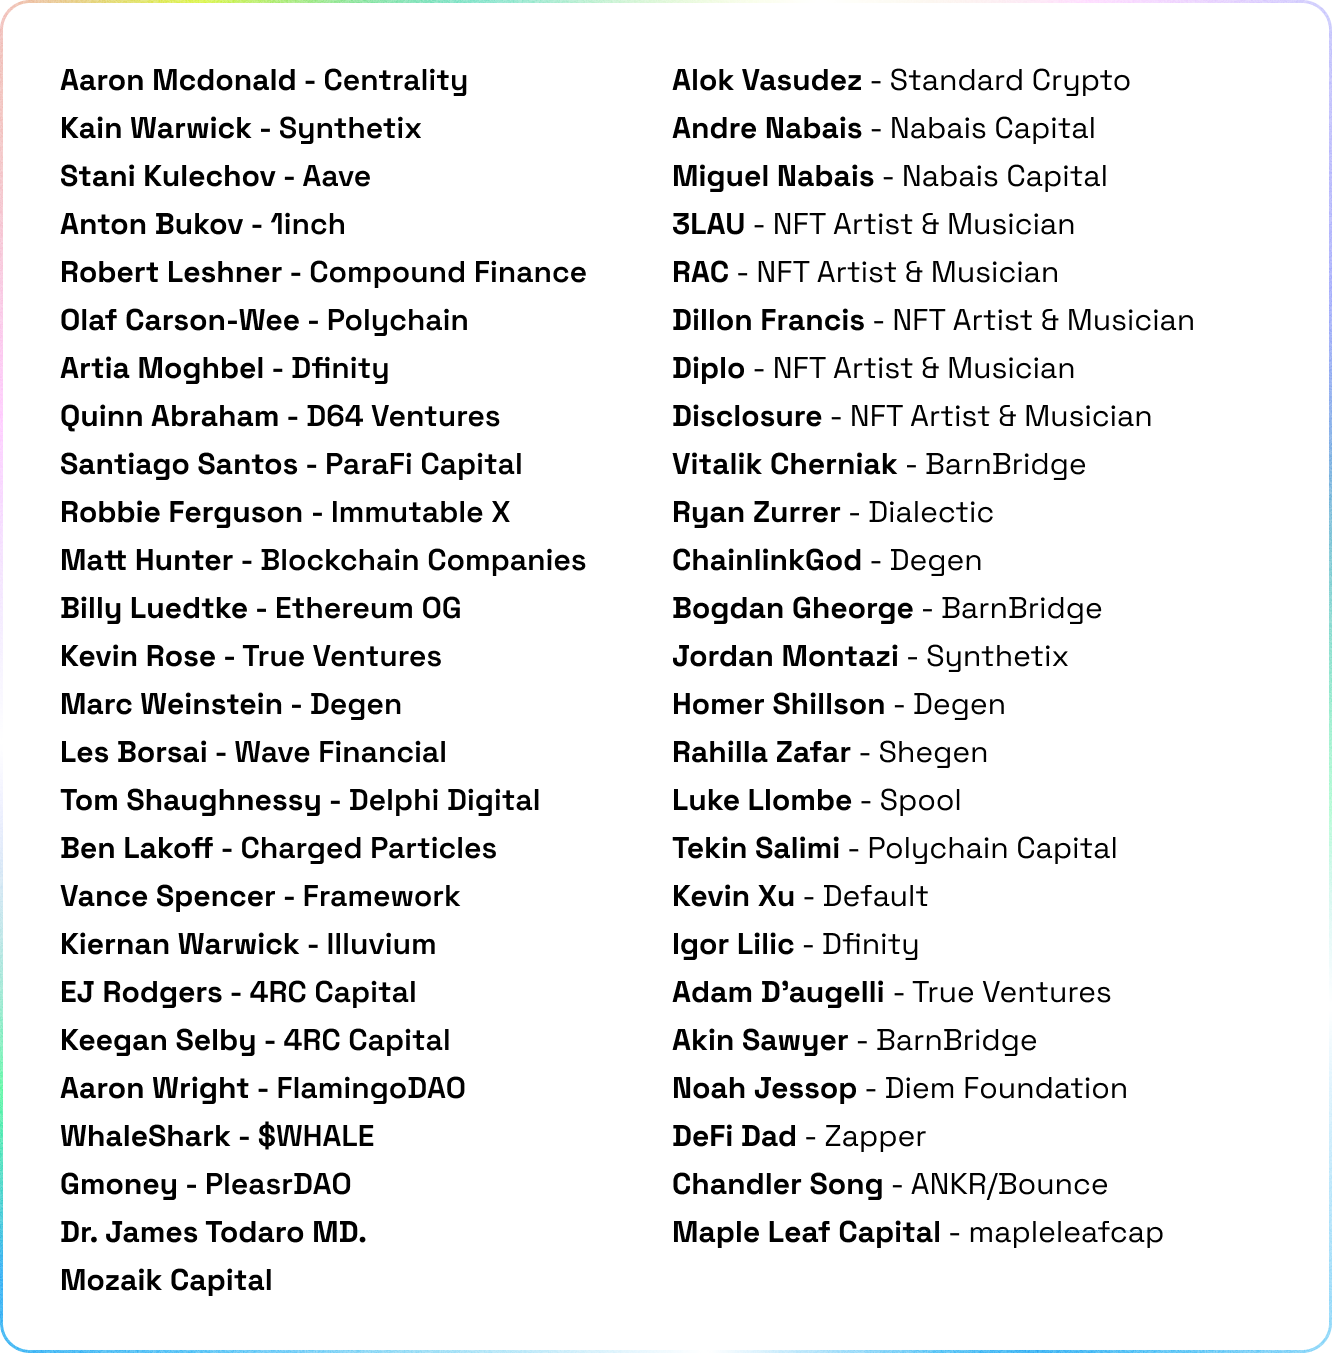 Aaron Mcdonald - Centrality
Kain Warwick - Synthetix
Stani Kulechov - Aave
Anton Bukov - 1inch
Robert Leshner - Compound Finance
Olaf Carson-Wee - Polychain
Artia Moghbel - Dfinity
Quinn Abraham - D64 Ventures
Santiago Santos - ParaFi Capital
Robbie Ferguson - Immutable X
Matt Hunter - Blockchain Companies
Billy Luedtke - Ethereum OG
Kevin Rose - True Ventures
Marc Weinstein - Degen
Les Borsai - Wave Financial
Tom Shaughnessy - Delphi Digital
Ben Lakoff - Charged Particles
Vance Spencer - Framework
Kiernan Warwick - Illuvium
EJ Rodgers - 4RC Capital
Keegan Selby - 4RC Capital
Aaron Wright - FlamingoDAO
WhaleShark - $WHALE
Gmoney - PleasrDAO
Dr. James Todaro MD.
Mozaik Capital
Alok Vasudez - Standard Crypto
Andre Nabais - Nabais Capital
Miguel Nabais - Nabais Capital
3LAU - NFT Artist & Musician
RAC - NFT Artist & Musician
Dillon Francis - NFT Artist & Musician
Diplo - NFT Artist & Musician
Disclosure - NFT Artist & Musician
Vitalik Cherniak - BarnBridge
Ryan Zurrer - Dialectic
ChainlinkGod - Degen
Bogdan Gheorge - BarnBridge
Jordan Montazi - Synthetix
Homer Shillson - Degen
Rahilla Zafar - Shegen
Luke Llombe - Spool
Tekin Salimi - Polychain Capital
Kevin Xu - Default
Igor Lilic - Dfinity
Adam D’augelli - True Ventures
Akin Sawyer - BarnBridge
Noah Jessop - Diem Foundation
DeFi Dad - Zapper
Chandler Song - ANKR/Bounce
Maple Leaf Capital - mapleleafcap